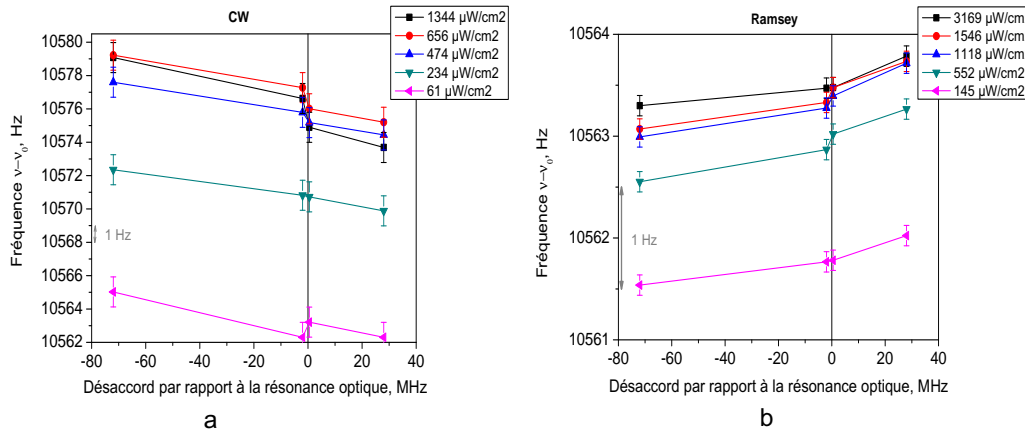 CW
1344 µW/cm2
656 µW/cm2
474 µW/cm2
234 µW/cm2
61 µW/cm2
10580
10578
10576
10574
10572
10570
10568
10566
10564
10562
Fréquence ν–ν0, Hz
1 Hz
-80 -60 -40 -20 0 20 40
Désaccord par rapport à la résonance optique, MHz
a
Ramsey
3169 µW/cm
1546 µW/cm
1118 µW/cm
552 µW/cm2
145 µW/cm2
10564
10563
10562
10561
Fréquence ν–ν0, Hz
1 Hz
-80 -60 -40 -20 0 20 40
Désaccord par rapport à la résonance optique, MHz
b